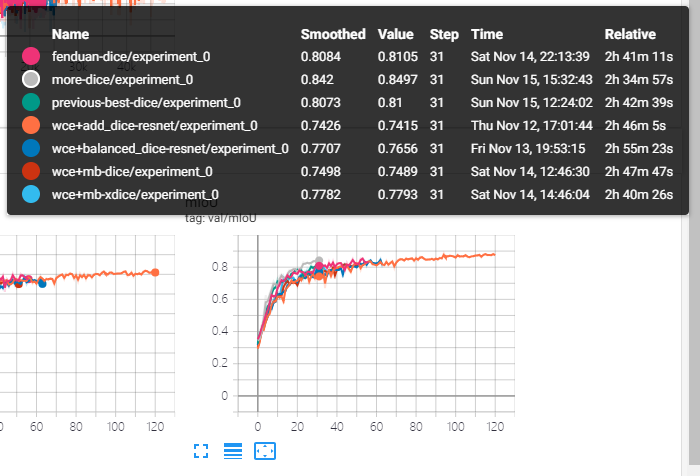 Name Smoothed Value Step Time Relative
fenduan-dice/experiment_0 0.8084 0.8105 31 Sat Nov 14, 22:13:39 2h 41m 11s
more-dice/experiment_0 0.842 0.8497 31 Sun Nov 15, 15:32:43 2h 34m 57s
previous-best-dice/experiment_0 0.8073 0.81 31 Sun Nov 15, 12:24:02 2h 42m 39s
wce+add_dice-resnet/experiment_0 0.7426 0.7415 31 Thu Nov 12, 17:01:44 2h 46m 5s
wce+balanced_dice-resnet/experiment_0 0.7707 0.7656 31 Fri Nov 13, 19:53:15 2h 55m 23s
wce+mb-dice/experiment_0 0.7498 0.7489 31 Sat Nov 14, 12:46:30 2h 47m 47s
wce+mb-xdice/experiment_0 0.7782 0.7793 31 Sat Nov 14, 14:46:04 2h 40m 26s
mIoU
tag: val/mIoU
0.8
0.6
0.4
0.2
0
60 80 100 120
0 20 40 60 80 100 120